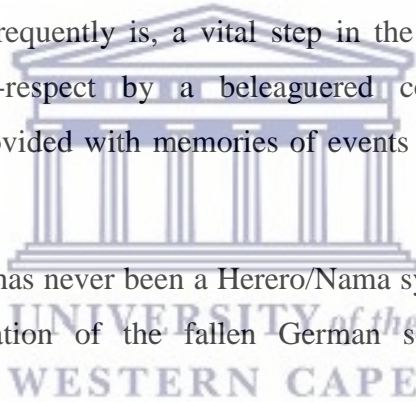 requently is, a vital step in the
-respect by a beleaguered co
ovided with memories of events
has never been a Herero/Nama sy
UNIVERSITY of the
ation of the fallen German s
WESTERN CAPE